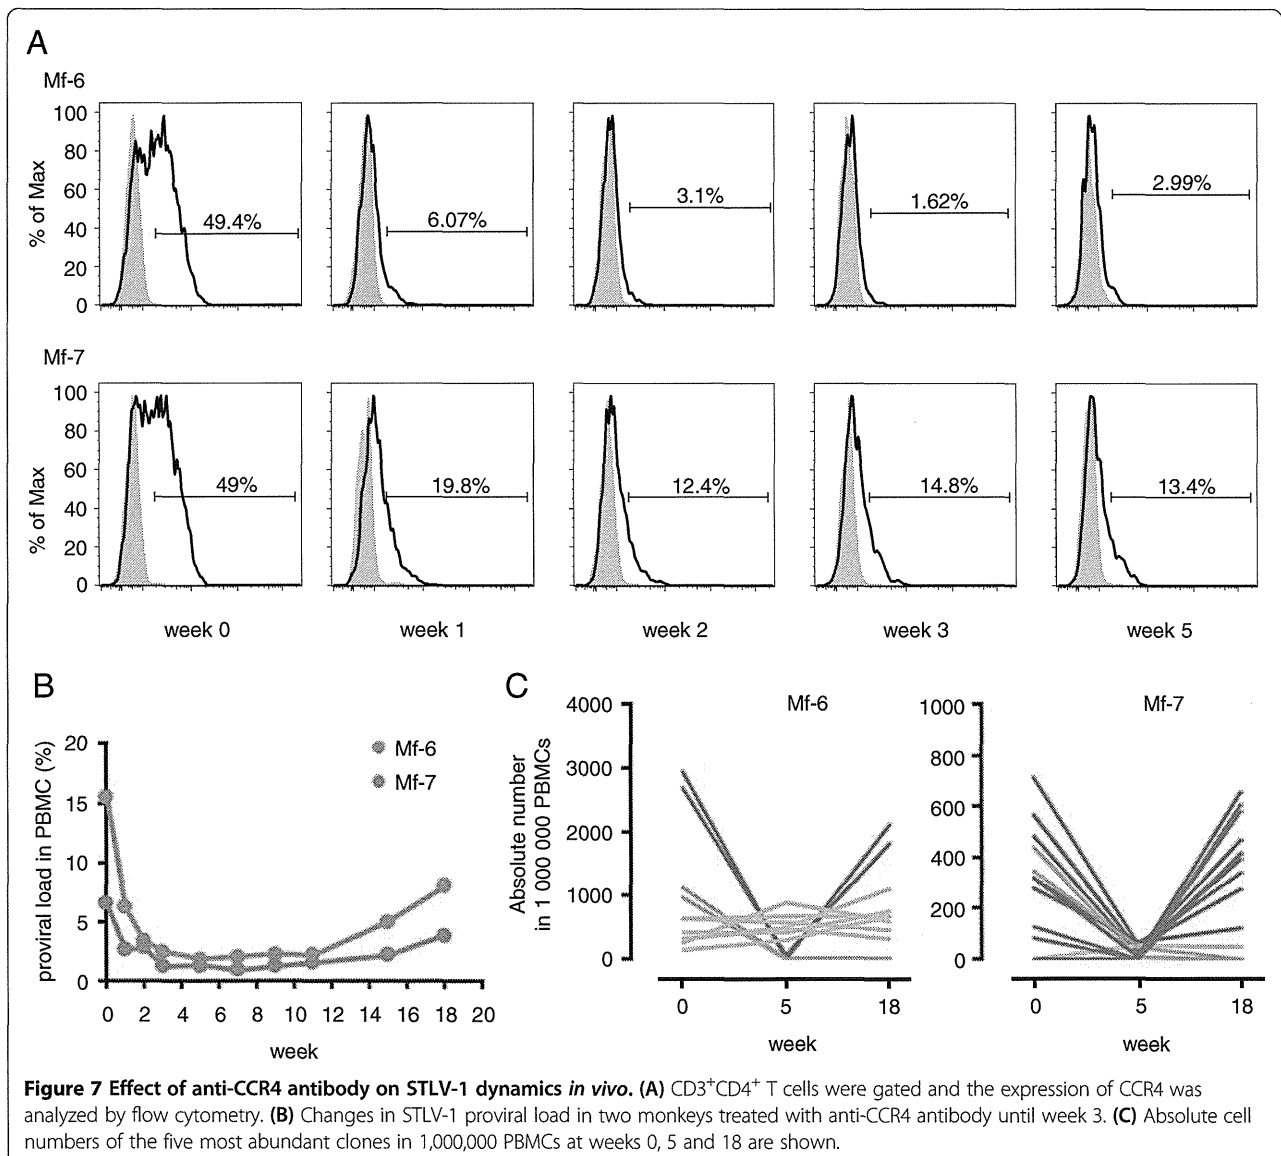 A
Mf-6
% of Max
100
80
60
40
20
0
49.4%
6.07%
3.1%
1.62%
2.99%
Mf-7
% of Max
100
80
60
40
20
0
49%
19.8%
12.4%
14.8%
13.4%
week 0 week 1 week 2 week 3 week 5
B
proviral load in PBMC (%)
20
15
10
5
0
Mf-6
Mf-7
0 2 4 6 8 10 12 14 16 18 20
week
C
Absolute number
in 1 000 000 PBMCs
Mf-6
4000
3000
2000
1000
0
0 5 18
week
Mf-7
1000
800
600
400
200
0
0 5 18
week
Figure 7 Effect of anti-CCR4 antibody on STLV-1 dynamics in vivo. (A) CD3⁺CD4⁺ T cells were gated and the expression of CCR4 was
analyzed by flow cytometry. (B) Changes in STLV-1 proviral load in two monkeys treated with anti-CCR4 antibody until week 3. (C) Absolute cell
numbers of the five most abundant clones in 1,000,000 PBMCs at weeks 0, 5 and 18 are shown.